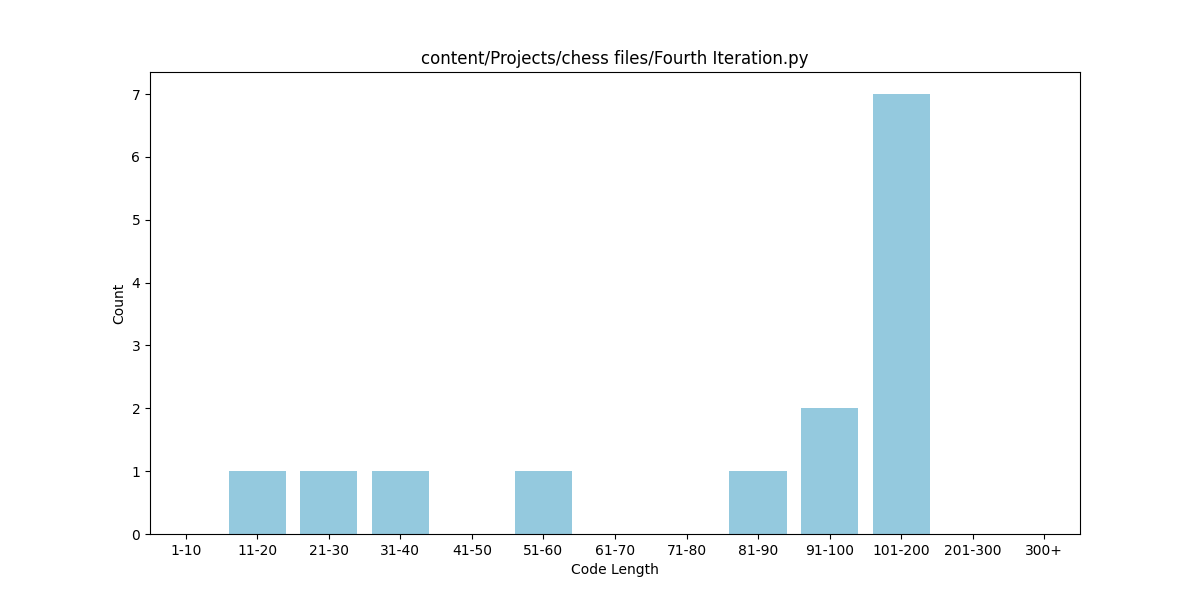 content/Projects/chess files/Fourth Iteration.py
7
6
5
4
3
2
1
0
Count
1-10 11-20 21-30 31-40 41-50 51-60 61-70 71-80 81-90 91-100 101-200 201-300 300+
Code Length